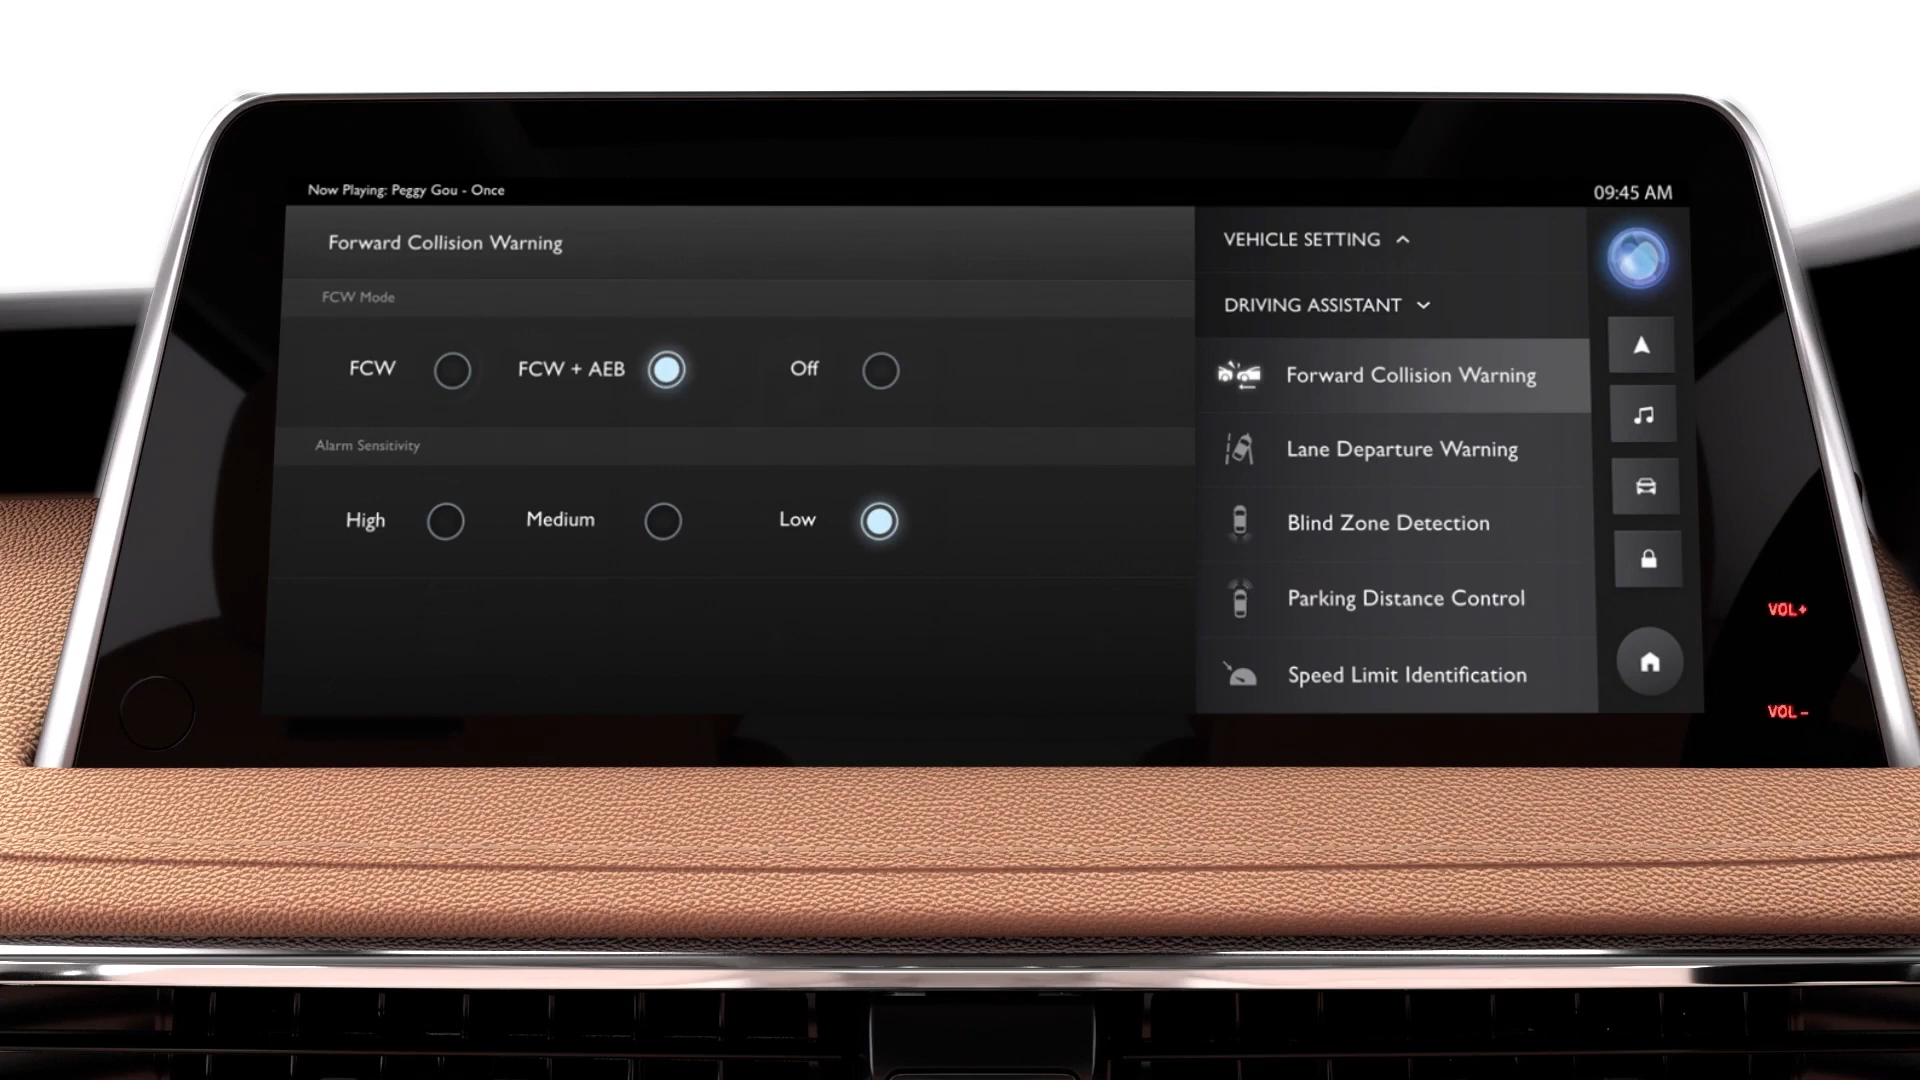 Now Playing: Peggy Gou - Once
09:45 AM
Forward Collision Warning
FCW Mode
FCW
FCW + AEB
Off
Alarm Sensitivity
High
Medium
Low
VEHICLE SETTING
DRIVING ASSISTANT
Forward Collision Warning
Lane Departure Warning
Blind Zone Detection
Parking Distance Control
Speed Limit Identification
VOL+
VOL-